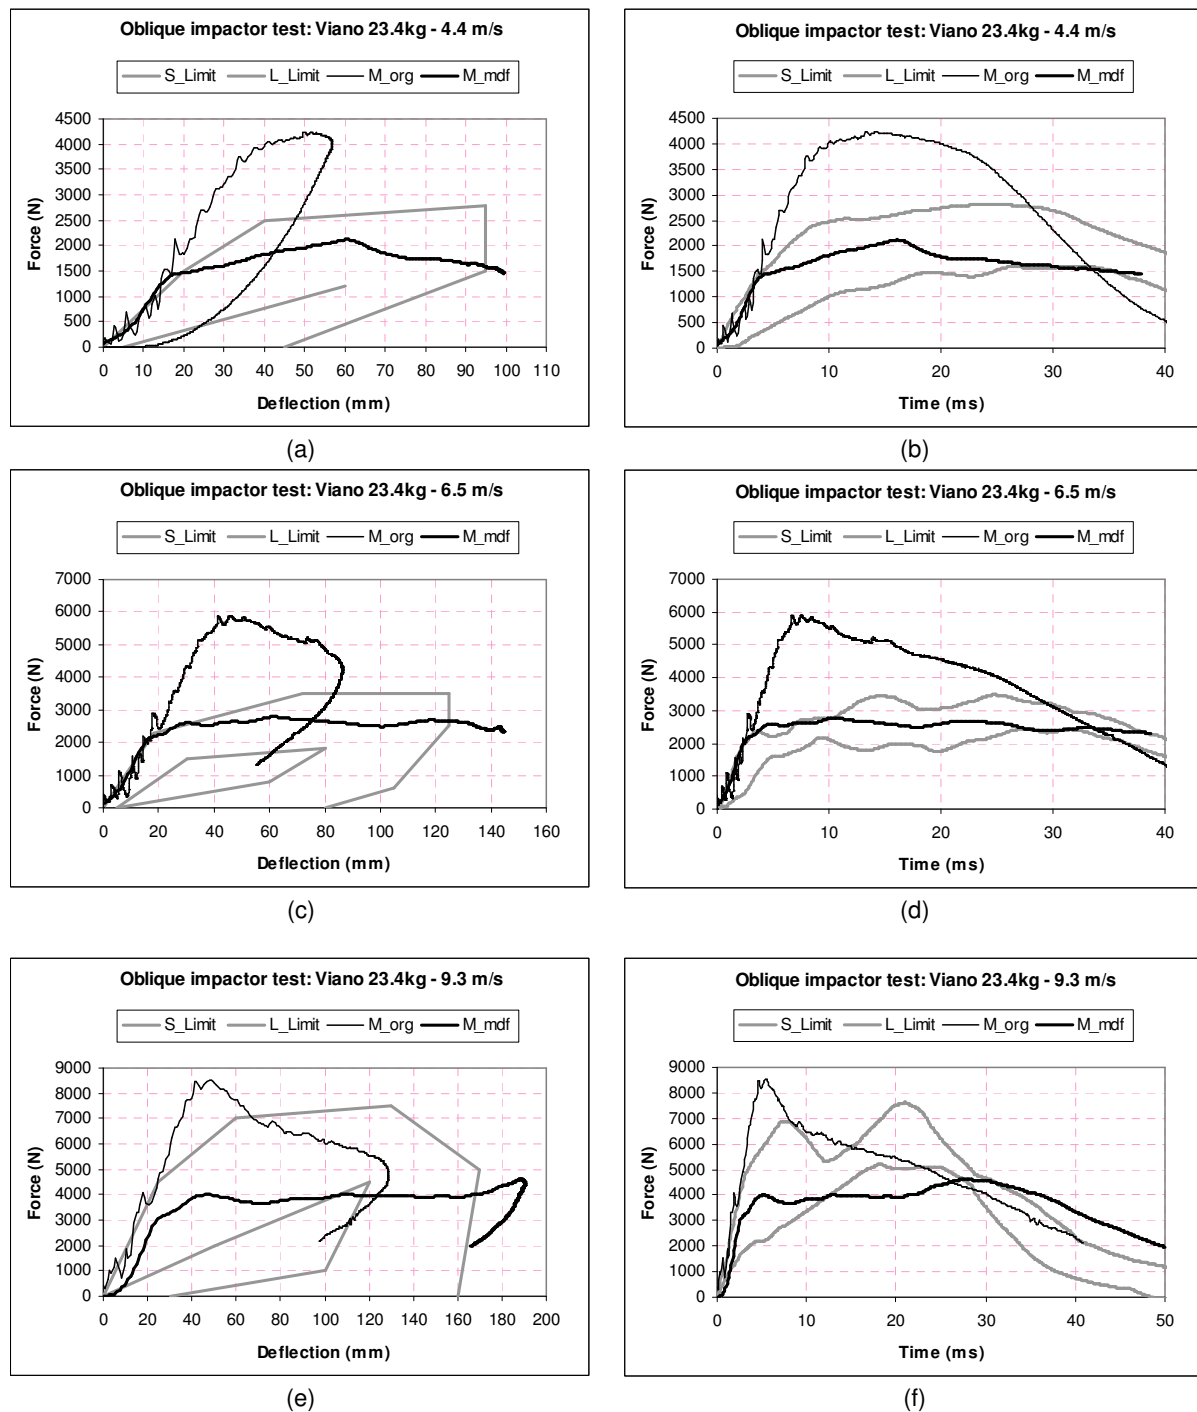 Oblique impactor test: Viano 23.4kg - 4.4 m/s
S_Limit L_Limit M_org M_mdf
4500
4000
3500
3000
2500
2000
1500
1000
500
0
Force (N)
0 10 20 30 40 50 60 70 80 90 100 110
Deflection (mm)
(a)
Oblique impactor test: Viano 23.4kg - 4.4 m/s
S_Limit L_Limit M_org M_mdf
4500
4000
3500
3000
2500
2000
1500
1000
500
0
Force (N)
0 10 20 30 40
Time (ms)
(b)
Oblique impactor test: Viano 23.4kg - 6.5 m/s
S_Limit L_Limit M_org M_mdf
7000
6000
5000
4000
3000
2000
1000
0
Force (N)
0 20 40 60 80 100 120 140 160
Deflection (mm)
(c)
Oblique impactor test: Viano 23.4kg - 6.5 m/s
S_Limit L_Limit M_org M_mdf
7000
6000
5000
4000
3000
2000
1000
0
Force (N)
0 10 20 30 40
Time (ms)
(d)
Oblique impactor test: Viano 23.4kg - 9.3 m/s
S_Limit L_Limit M_org M_mdf
9000
8000
7000
6000
5000
4000
3000
2000
1000
0
Force (N)
0 20 40 60 80 100 120 140 160 180 200
Deflection (mm)
(e)
Oblique impactor test: Viano 23.4kg - 9.3 m/s
S_Limit L_Limit M_org M_mdf
9000
8000
7000
6000
5000
4000
3000
2000
1000
0
Force (N)
0 10 20 30 40 50
Time (ms)
(f)